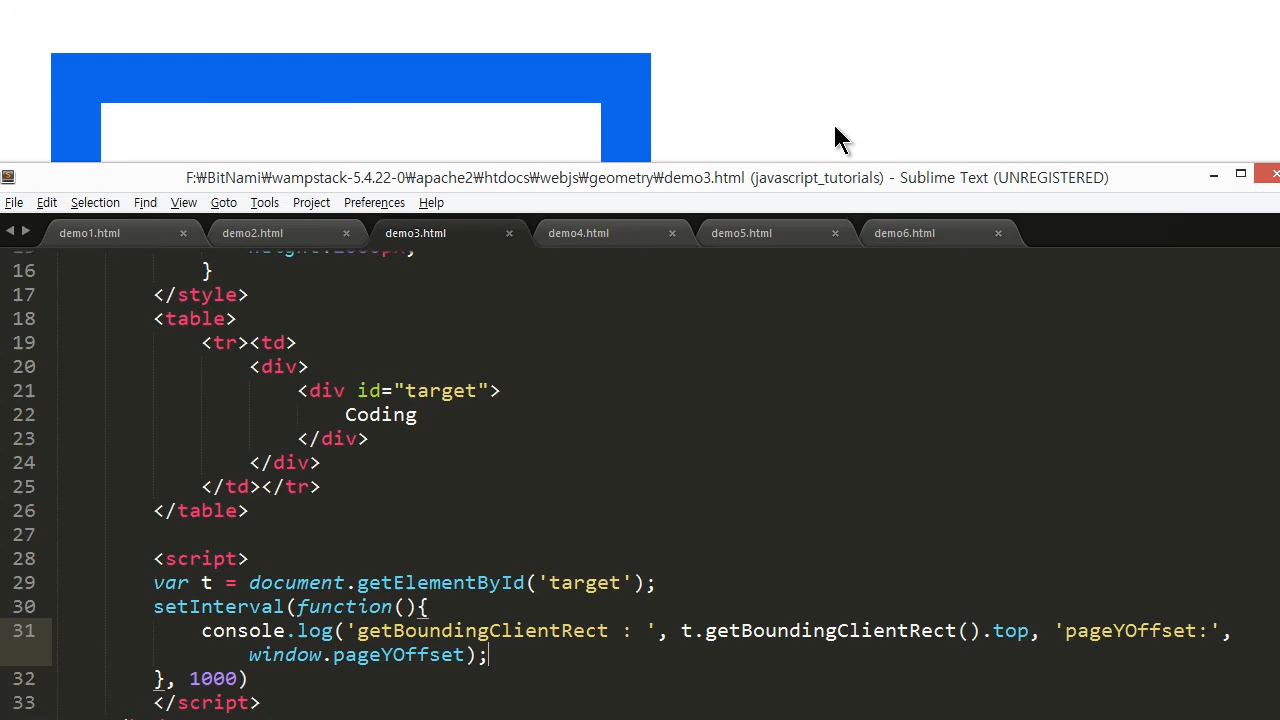 F:₩BitNami₩wampstack-5.4.22-0₩apache2₩htdocs₩webjs₩geometry₩demo3.html (javascript_tutorials) - Sublime Text (UNREGISTERED)
File Edit Selection Find View Goto Tools Project Preferences Help
demo1.html demo2.html demo3.html demo4.html demo5.html demo6.html
16 }
17 </style>
18 <table>
19 <tr><td>
20 <div>
21 <div id="target">
22 Coding
23 </div>
24 </div>
25 </td></tr>
26 </table>
27
28 <script>
29 var t = document.getElementById('target');
30 setInterval(function(){
31 console.log('getBoundingClientRect : ', t.getBoundingClientRect().top, 'pageYOffset:',
window.pageYOffset);
32 }, 1000)
33 </script>